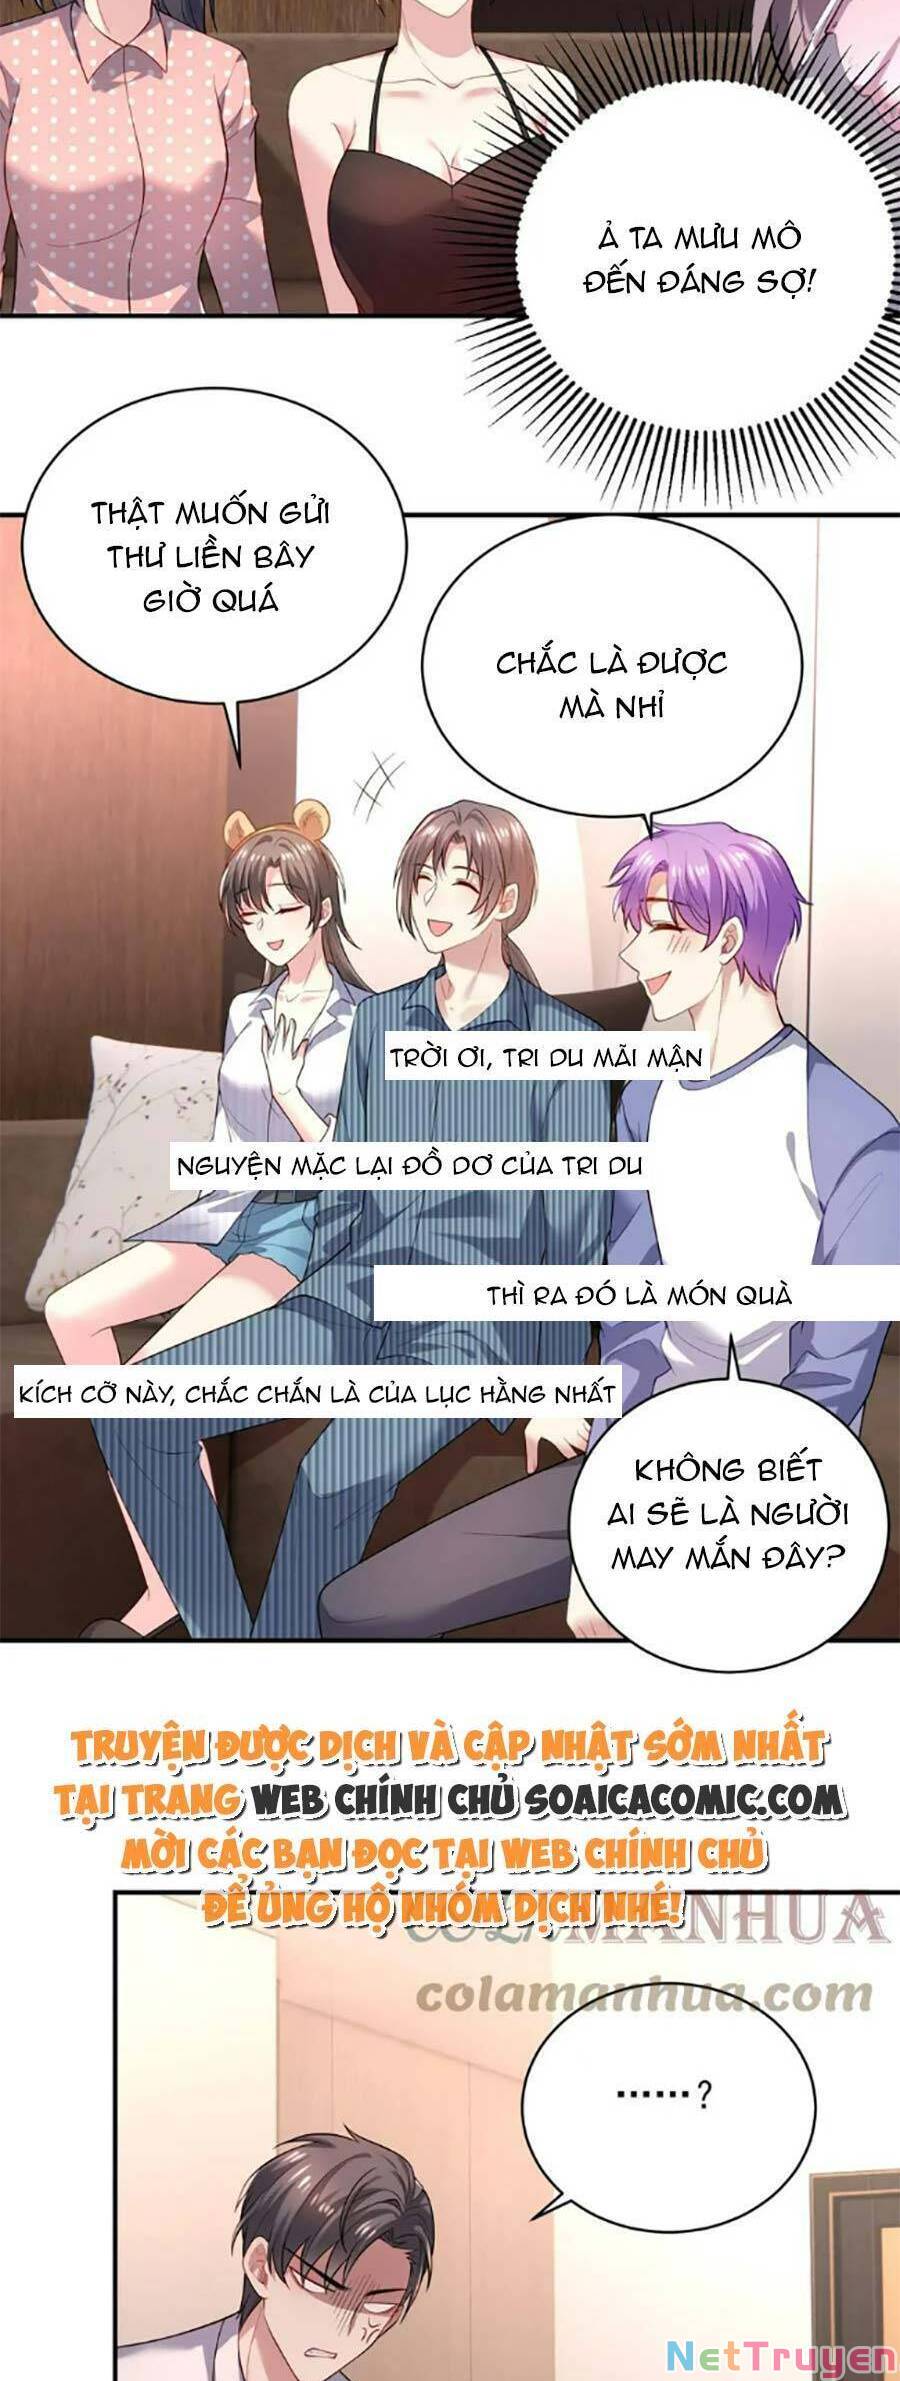 Ả TA MƯU MÔ
ĐẾN ĐÁNG SỢ!
THẬT MUỐN GỬI
THƯ LIỀN BÂY
GIỜ QUÁ
CHẮC LÀ ĐƯỢC
MÀ NHỈ
TRỜI ƠI, TRI DU MÃI MẬN
NGUYỆN MẶC LẠI ĐỒ DƠ CỦA TRI DU
THÌ RA ĐÓ LÀ MÓN QUÀ
KÍCH CỠ NÀY, CHẮC CHẮN LÀ CỦA LỤC HẰNG NHẤT
KHÔNG BIẾT
AI SẼ LÀ NGƯỜI
MAY MẮN ĐÂY?
TRUYỆN ĐƯỢC DỊCH VÀ CẬP NHẬT SỚM NHẤT
TẠI TRANG WEB CHÍNH CHỦ SOAICACOMIC.COM
MỜI CÁC BẠN ĐỌC TẠI WEB CHÍNH CHỦ
ĐỂ ỦNG HỘ NHÓM DỊCH NHÉ!
COLAMANHUA
colamanhua.com
......?
NetTruyen